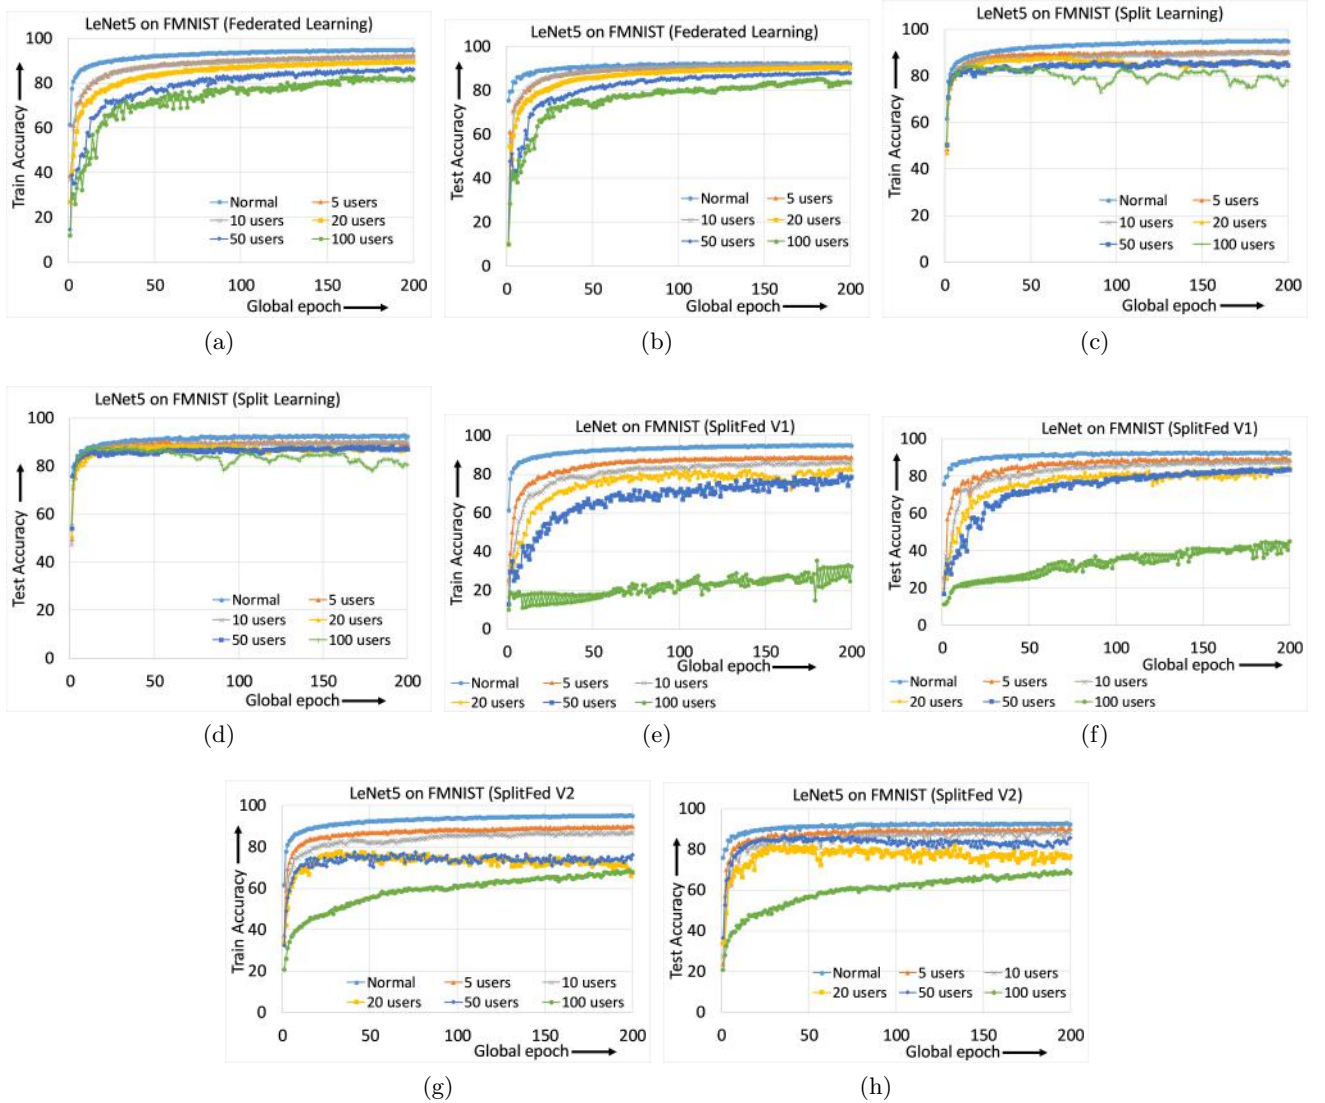 LeNet5 on FMNIST (Federated Learning)
100
80
60
40
20
0
Train Accuracy
Normal 5 users
10 users 20 users
50 users 100 users
0 50 100 150 200
Global epoch
(a)
LeNet5 on FMNIST (Federated Learning)
100
80
60
40
20
0
Test Accuracy
Normal 5 users
10 users 20 users
50 users 100 users
0 50 100 150 200
Global epoch
(b)
LeNet5 on FMNIST (Split Learning)
100
80
60
40
20
0
Train Accuracy
Normal 5 users
10 users 20 users
50 users 100 users
0 50 100 150 200
Global epoch
(c)
LeNet5 on FMNIST (Split Learning)
100
80
60
40
20
0
Test Accuracy
Normal 5 users
10 users 20 users
50 users 100 users
0 50 100 150 200
Global epoch
(d)
LeNet on FMNIST (SplitFed V1)
100
80
60
40
20
0
Train Accuracy
0 50 100 150 200
Global epoch
Normal 5 users 10 users
20 users 50 users 100 users
(e)
LeNet on FMNIST (SplitFed V1)
100
80
60
40
20
0
Test Accuracy
0 50 100 150 200
Global epoch
Normal 5 users 10 users
20 users 50 users 100 users
(f)
LeNet5 on FMNIST (SplitFed V2
100
80
60
40
20
0
Train Accuracy
Normal 5 users 10 users
20 users 50 users 100 users
0 50 100 150 200
Global epoch
(g)
LeNet5 on FMNIST (SplitFed V2)
100
80
60
40
20
0
Test Accuracy
Normal 5 users 10 users
20 users 50 users 100 users
0 50 100 150 200
Global epoch
(h)